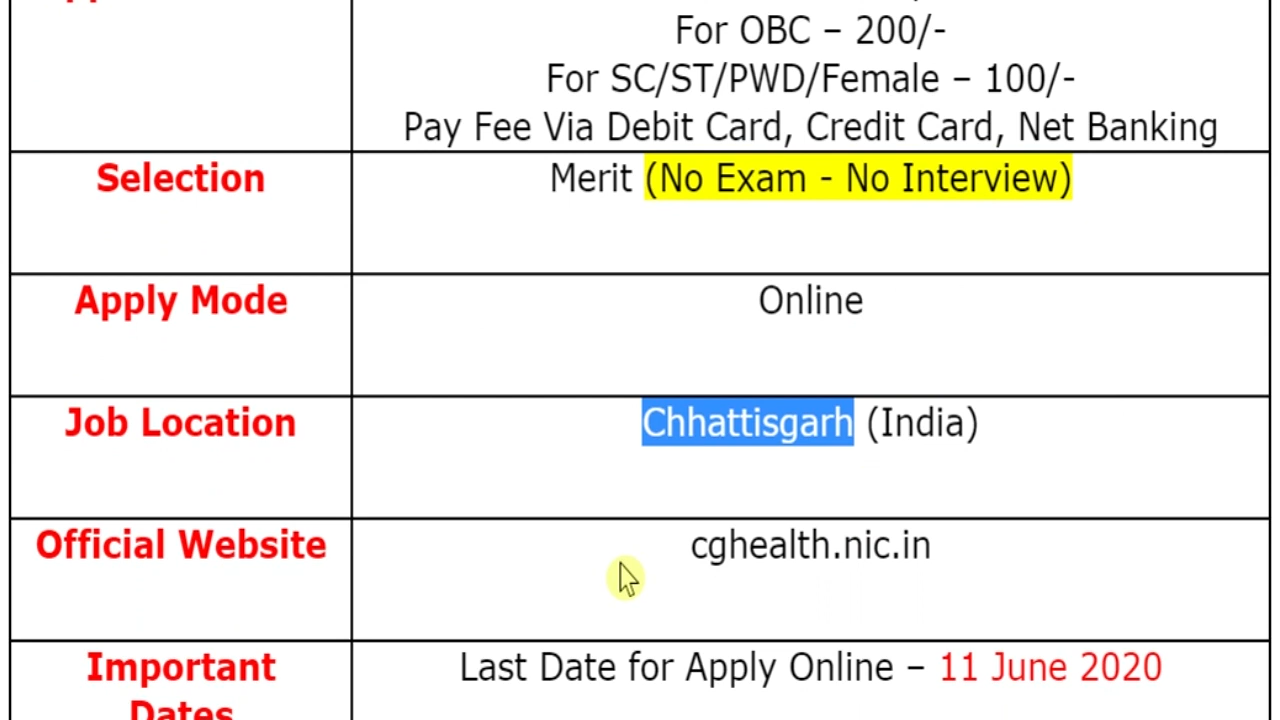 For OBC – 200/-
For SC/ST/PWD/Female – 100/-
Pay Fee Via Debit Card, Credit Card, Net Banking
Selection
Merit (No Exam - No Interview)
Apply Mode
Online
Job Location
Chhattisgarh (India)
Official Website
cghealth.nic.in
Important
Dates
Last Date for Apply Online – 11 June 2020